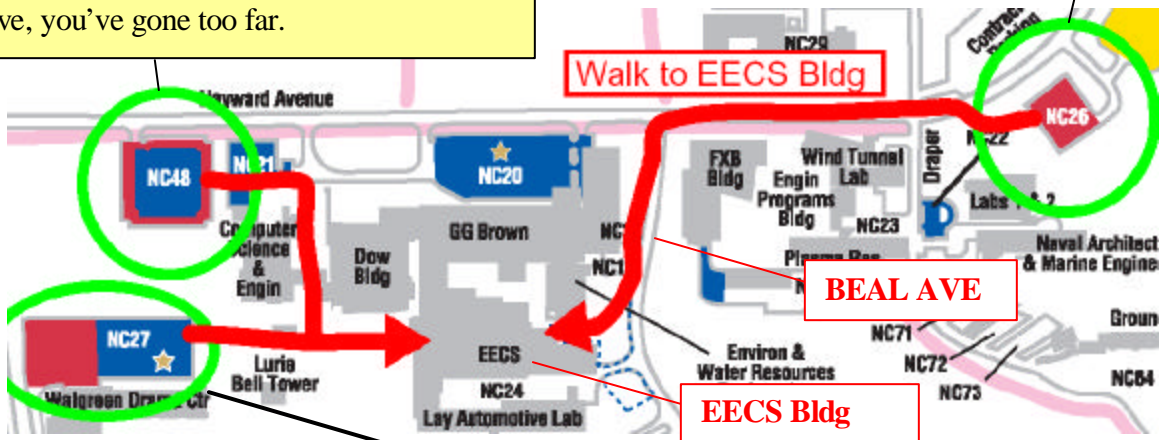 ve, you've gone too far.
NC29
Walk to EECS Bldg
Hayward Avenue
NC26
NC48
NC21
NC20
FXB
Bldg
Wind Tunnel
Lab
Draper
NC22
Engin
Programs
Bldg
Labs 1 & 2
Computer
Science
&
Engin
GG Brown
Dow
Bldg
NC23
Naval Architect
& Marine Engine
BEAL AVE
NC27
EECS
Luria
Bell Tower
Environ &
Water Resources
NC71
NC72
NC73
Groun
NC64
NC24
Walgreen Drama Ctr
Lay Automotive Lab
EECS Bldg